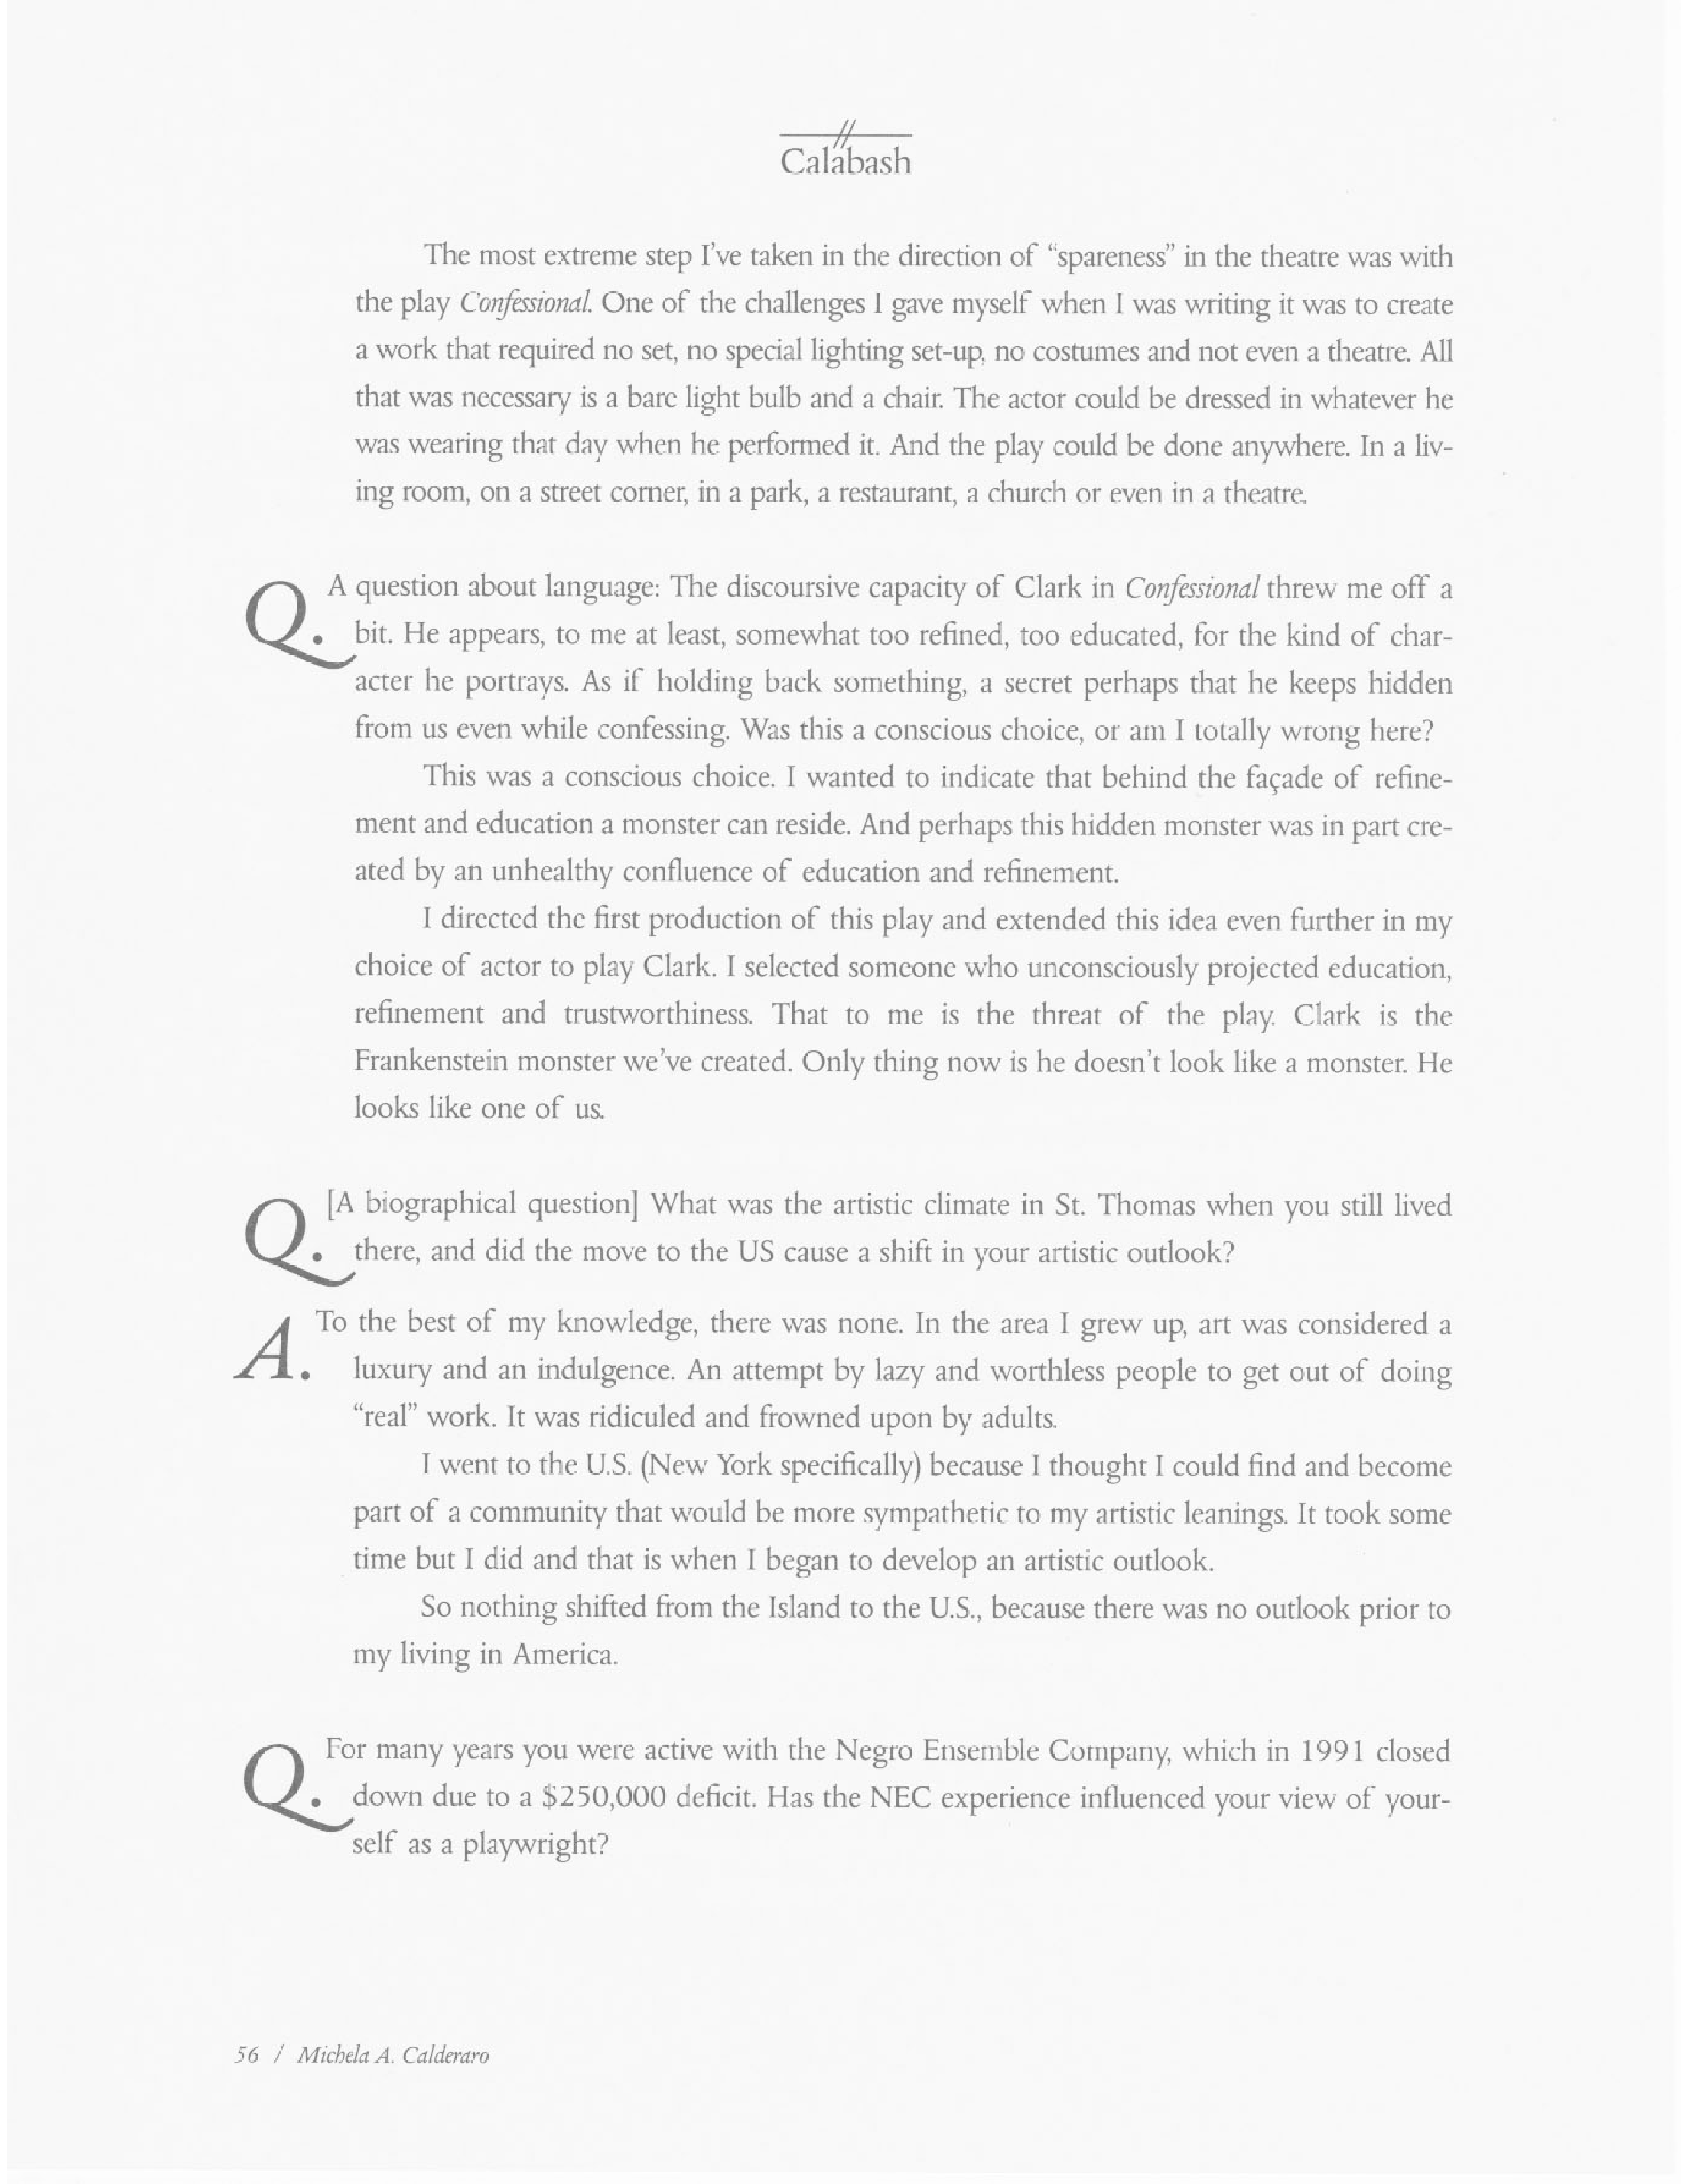 Calabash
The most extreme step I've taken in the direction of “spareness” in the theatre was with
the play Confessional. One of the challenges I gave myself when I was writing it was to create
a work that required no set, no special lighting set-up, no costumes and not even a theatre. All
that was necessary is a bare light bulb and a chair. The actor could be dressed in whatever he
was wearing that day when he performed it. And the play could be done anywhere. In a liv-
ing room, on a street corner, in a park, a restaurant, a church or even in a theatre.
Q. A question about language: The discoursive capacity of Clark in Confessional threw me off a
bit. He appears, to me at least, somewhat too refined, too educated, for the kind of char-
acter he portrays. As if holding back something, a secret perhaps that he keeps hidden
from us even while confessing. Was this a conscious choice, or am I totally wrong here?
This was a conscious choice. I wanted to indicate that behind the façade of refine-
ment and education a monster can reside. And perhaps this hidden monster was in part cre-
ated by an unhealthy confluence of education and refinement.
I directed the first production of this play and extended this idea even further in my
choice of actor to play Clark. I selected someone who unconsciously projected education,
refinement and trustworthiness. That to me is the threat of the play. Clark is the
Frankenstein monster we've created. Only thing now is he doesn't look like a monster. He
looks like one of us.
Q. [A biographical question] What was the artistic climate in St. Thomas when you still lived
there, and did the move to the US cause a shift in your artistic outlook?
A. To the best of my knowledge, there was none. In the area I grew up, art was considered a
luxury and an indulgence. An attempt by lazy and worthless people to get out of doing
“real” work. It was ridiculed and frowned upon by adults.
I went to the U.S. (New York specifically) because I thought I could find and become
part of a community that would be more sympathetic to my artistic leanings. It took some
time but I did and that is when I began to develop an artistic outlook.
So nothing shifted from the Island to the U.S., because there was no outlook prior to
my living in America.
Q. For many years you were active with the Negro Ensemble Company, which in 1991 closed
down due to a $250,000 deficit. Has the NEC experience influenced your view of your-
self as a playwright?
56 / Michela A. Calderaro